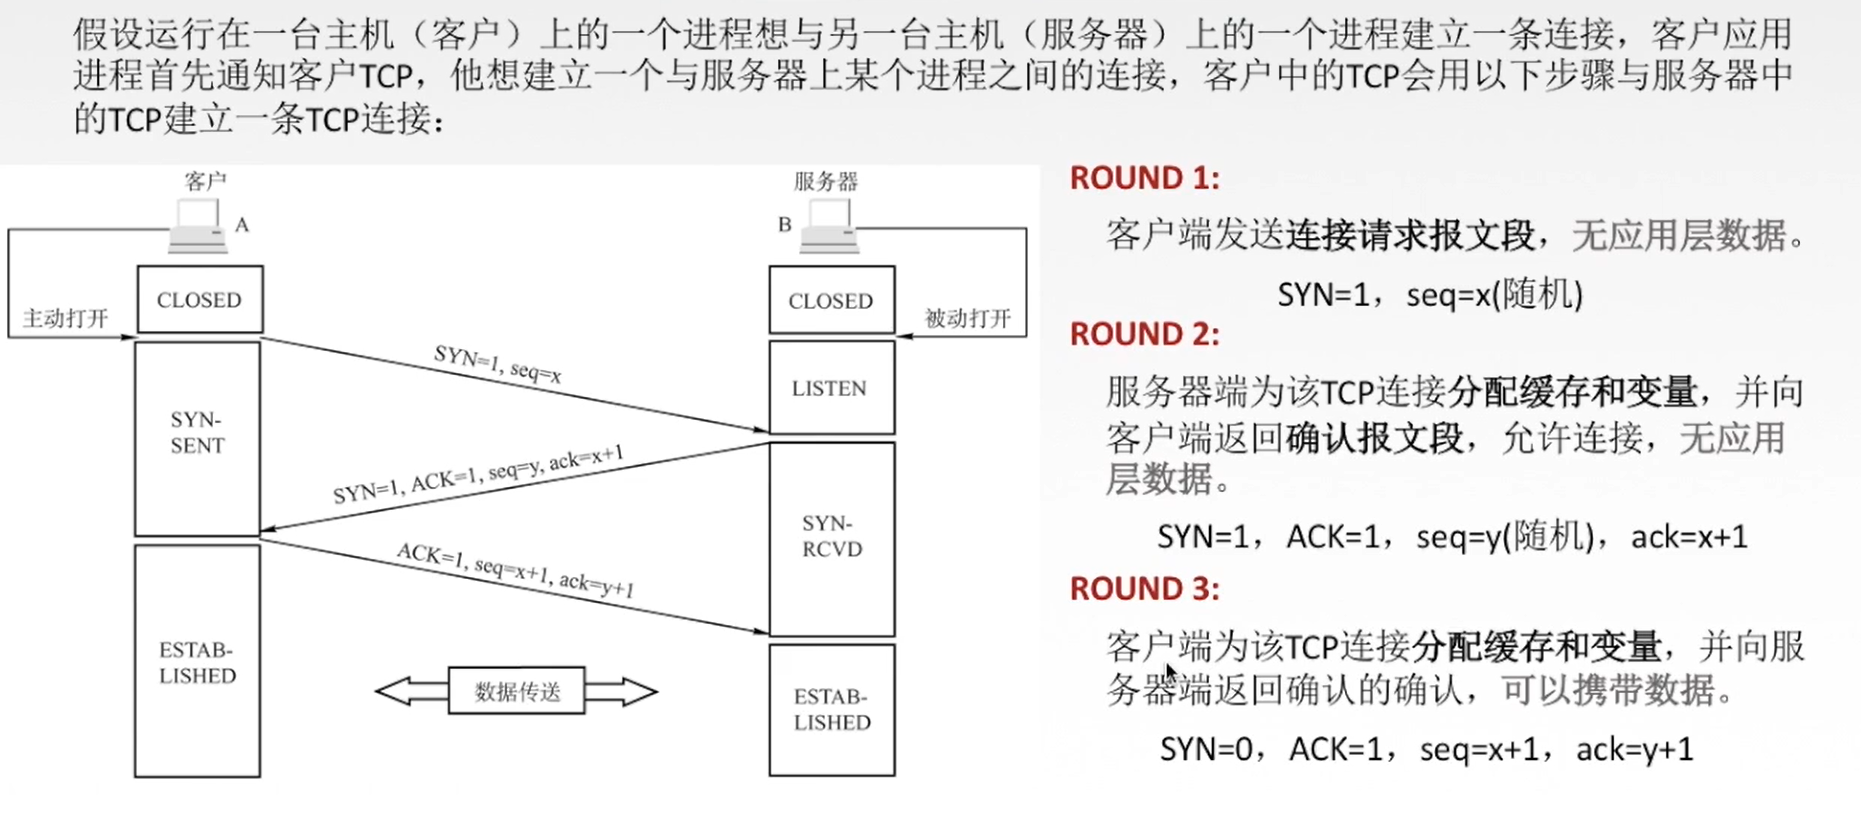 假设运行在一台主机（客户）上的一个进程想与另一台主机（服务器）上的一个进程建立一条连接，客户应用
进程首先通知客户TCP，他想建立一个与服务器上某个进程之间的连接，客户中的TCP会用以下步骤与服务器中
的TCP建立一条TCP连接：
客户
服务器
A
B
CLOSED
CLOSED
主动打开
被动打开
SYN=1, seq=x
LISTEN
SYN-
SENT
SYN=1, ACK=1, seq=y, ack=x+1
SYN-
RCVD
ACK=1, seq=x+1, ack=y+1
ESTAB-
LISHED
数据传送
ESTAB-
LISHED
ROUND 1:
客户端发送连接请求报文段，无应用层数据。
SYN=1，seq=x(随机)
ROUND 2:
服务器端为该TCP连接分配缓存和变量，并向
客户端返回确认报文段，允许连接，无应用
层数据。
SYN=1，ACK=1，seq=y(随机)，ack=x+1
ROUND 3:
客户端为该TCP连接分配缓存和变量，并向服
务器端返回确认的确认，可以携带数据。
SYN=0，ACK=1，seq=x+1，ack=y+1